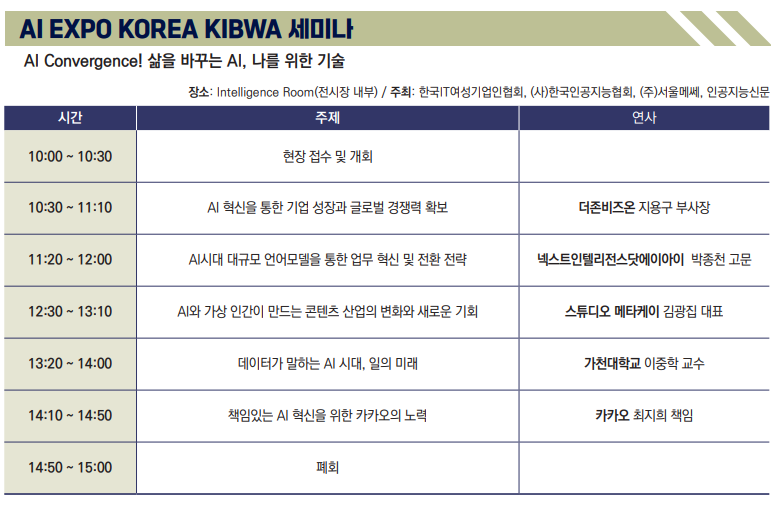 AI EXPO KOREA KIBWA 세미나
AI Convergence! 삶을 바꾸는 AI, 나를 위한 기술
장소: Intelligence Room(전시장 내부) / 주최: 한국IT여성기업인협회, (사)한국인공지능협회, (주)서울메쎄, 인공지능신문
시간 주제 연사
10:00 ~ 10:30 현장 접수 및 개회
10:30 ~ 11:10 AI 혁신을 통한 기업 성장과 글로벌 경쟁력 확보 더존비즈온 지용구 부사장
11:20 ~ 12:00 AI시대 대규모 언어모델을 통한 업무 혁신 및 전환 전략 넥스트인텔리전스닷에이아이 박종천 고문
12:30 ~ 13:10 AI와 가상 인간이 만드는 콘텐츠 산업의 변화와 새로운 기회 스튜디오 메타케이 김광집 대표
13:20 ~ 14:00 데이터가 말하는 AI 시대, 일의 미래 가천대학교 이중학 교수
14:10 ~ 14:50 책임있는 AI 혁신을 위한 카카오의 노력 카카오 최지희 책임
14:50 ~ 15:00 폐회